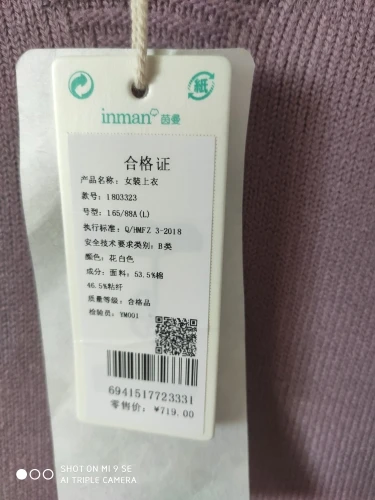 紙
inman 茵曼
合格证
产品名称：女装上衣
款号：1803323
号型：165/88A(L)
执行标准：Q/HMFZ 3-2018
安全技术要求类别：B类
颜色：花白色
成分：面料：53.5%棉
46.5%粘纤
质量等级：合格品
检验员：YM001
6941517723331
零售价：¥719.00
SHOT ON MI 9 SE
AI TRIPLE CAMERA